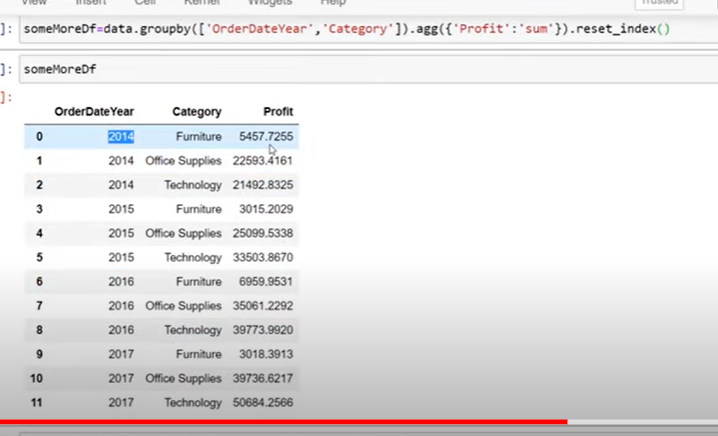 View Insert Cell Kernel Widgets Help Trusted
]: someMoreDf=data.groupby(['OrderDateYear','Category']).agg({'Profit':'sum'}).reset_index()
]: someMoreDf
]:
OrderDateYear Category Profit
0 2014 Furniture 5457.7255
1 2014 Office Supplies 22593.4161
2 2014 Technology 21492.8325
3 2015 Furniture 3015.2029
4 2015 Office Supplies 25099.5338
5 2015 Technology 33503.8670
6 2016 Furniture 6959.9531
7 2016 Office Supplies 35061.2292
8 2016 Technology 39773.9920
9 2017 Furniture 3018.3913
10 2017 Office Supplies 39736.6217
11 2017 Technology 50684.2566